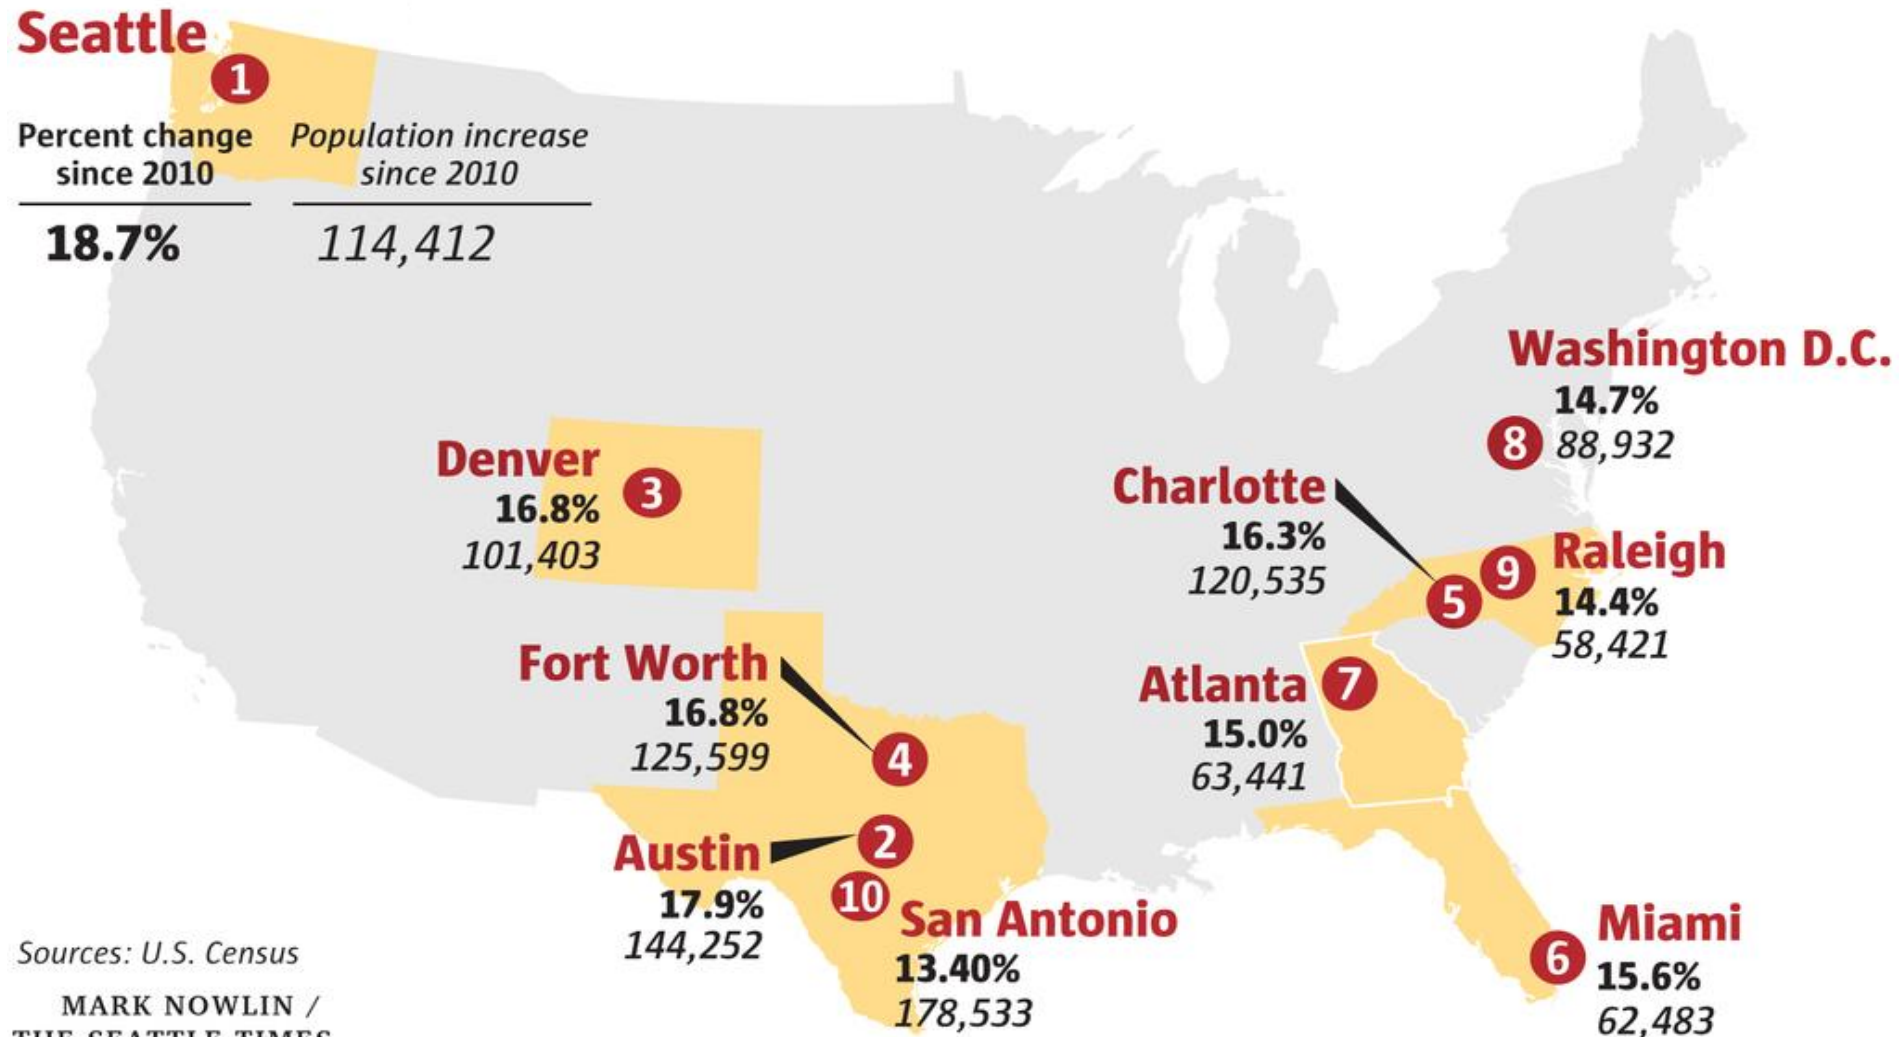 Seattle
1
Percent change
since 2010
Population increase
since 2010
18.7%
114,412
Washington D.C.
14.7%
8
88,932
Denver
3
16.8%
101,403
Charlotte
16.3%
120,535
5
9
Raleigh
14.4%
58,421
Fort Worth
16.8%
125,599
4
Atlanta
7
15.0%
63,441
Austin
2
17.9%
144,252
10
San Antonio
13.40%
178,533
Miami
6
15.6%
62,483
Sources: U.S. Census
MARK NOWLIN /
THE SEATTLE TIMES